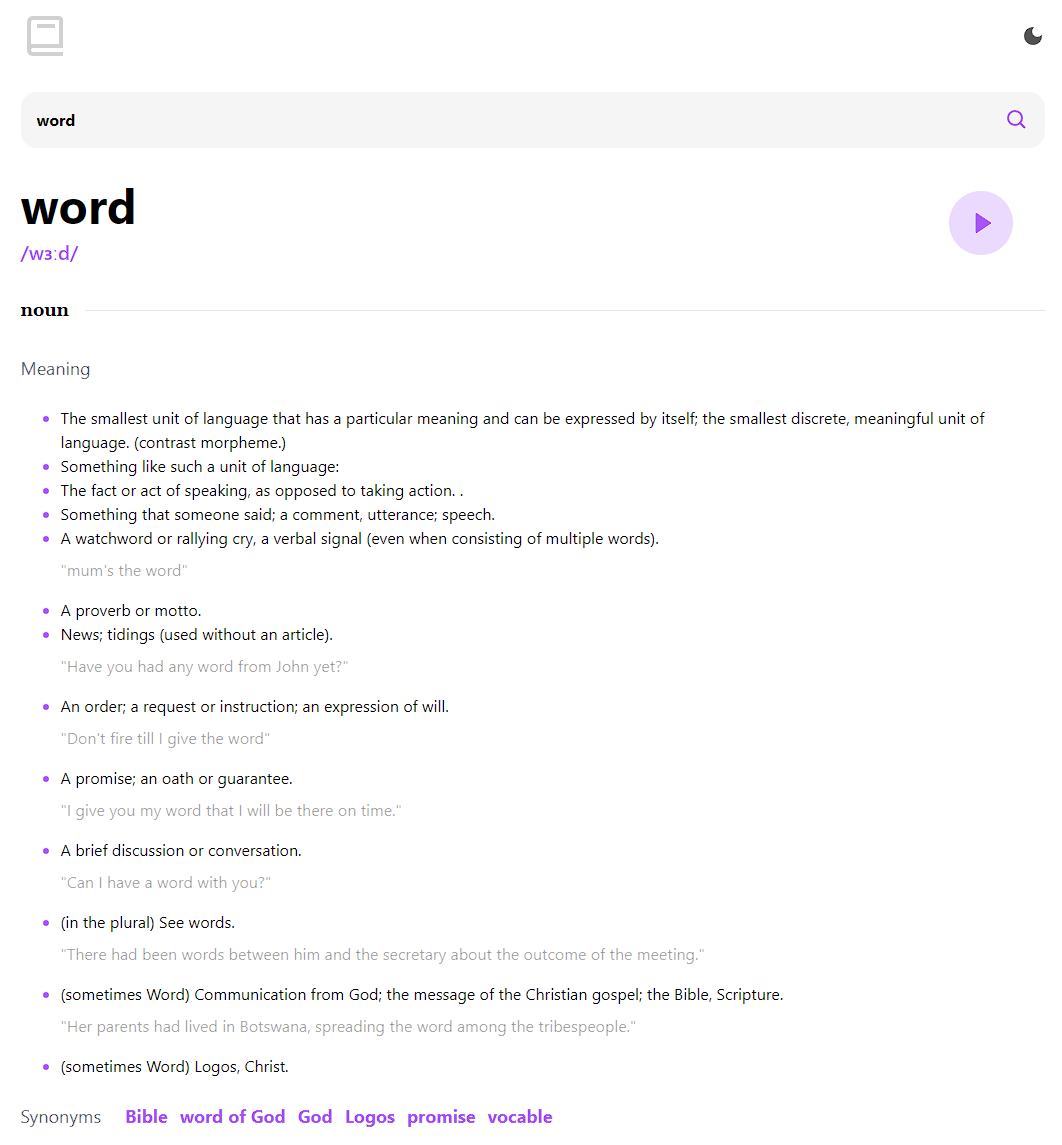 word
word
/wɜːd/
noun
Meaning
The smallest unit of language that has a particular meaning and can be expressed by itself; the smallest discrete, meaningful unit of
language. (contrast morpheme.)
Something like such a unit of language:
The fact or act of speaking, as opposed to taking action. .
Something that someone said; a comment, utterance; speech.
A watchword or rallying cry, a verbal signal (even when consisting of multiple words).
"mum's the word"
A proverb or motto.
News; tidings (used without an article).
"Have you had any word from John yet?"
An order; a request or instruction; an expression of will.
"Don't fire till I give the word"
A promise; an oath or guarantee.
"I give you my word that I will be there on time."
A brief discussion or conversation.
"Can I have a word with you?"
(in the plural) See words.
"There had been words between him and the secretary about the outcome of the meeting."
(sometimes Word) Communication from God; the message of the Christian gospel; the Bible, Scripture.
"Her parents had lived in Botswana, spreading the word among the tribespeople."
(sometimes Word) Logos, Christ.
Synonyms Bible word of God God Logos promise vocable